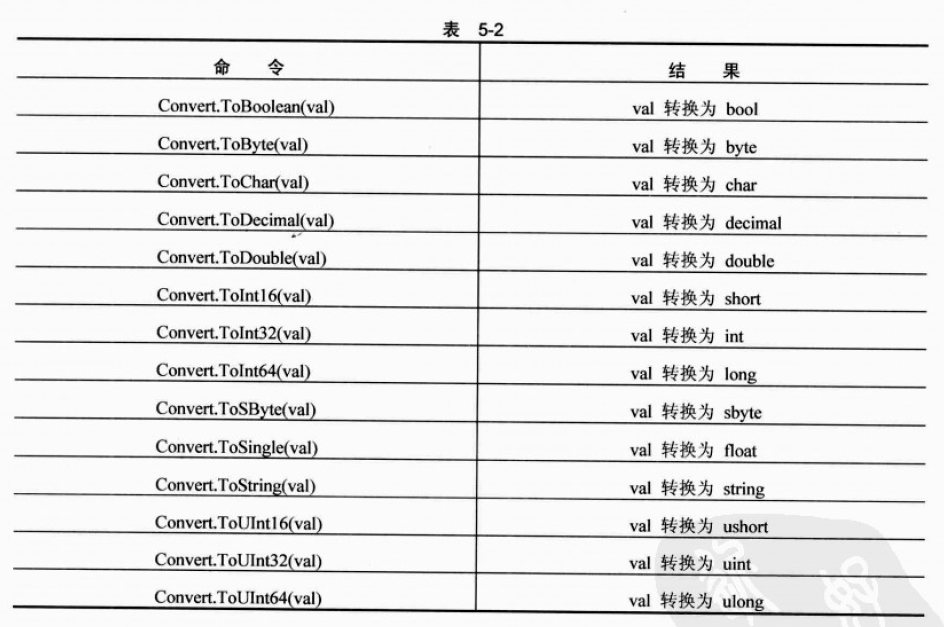 表 5-2
命 令 结 果
Convert.ToBoolean(val) val 转换为 bool
Convert.ToByte(val) val 转换为 byte
Convert.ToChar(val) val 转换为 char
Convert.ToDecimal(val) val 转换为 decimal
Convert.ToDouble(val) val 转换为 double
Convert.ToInt16(val) val 转换为 short
Convert.ToInt32(val) val 转换为 int
Convert.ToInt64(val) val 转换为 long
Convert.ToSByte(val) val 转换为 sbyte
Convert.ToSingle(val) val 转换为 float
Convert.ToString(val) val 转换为 string
Convert.ToUInt16(val) val 转换为 ushort
Convert.ToUInt32(val) val 转换为 uint
Convert.ToUInt64(val) val 转换为 ulong